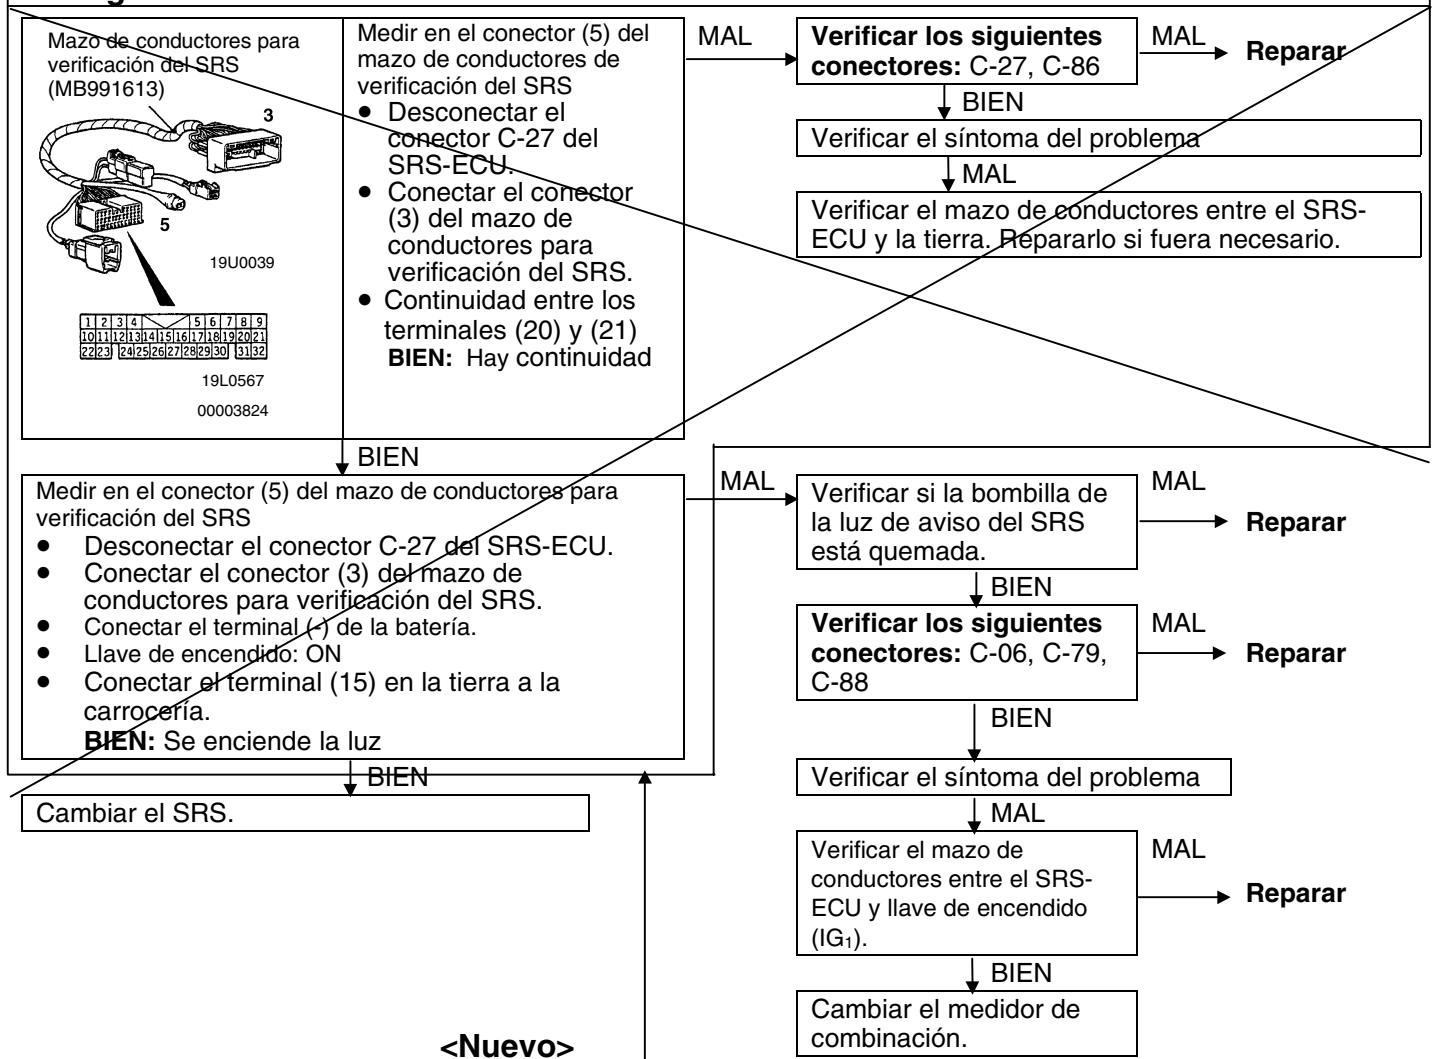 Mazo de conductores para
verificación del SRS
(MB991613)
3
5
19U0039
1 2 3 4 5 6 7 8 9
10 11 12 13 14 15 16 17 18 19 20 21
22 23 24 25 26 27 28 29 30 31 32
19L0567
00003824
Medir en el conector (5) del
mazo de conductores de
verificación del SRS
• Desconectar el
conector C-27 del
SRS-ECU.
• Conectar el conector
(3) del mazo de
conductores para
verificación del SRS.
• Continuidad entre los
terminales (20) y (21)
BIEN: Hay continuidad
MAL
Verificar los siguientes
conectores: C-27, C-86
MAL
Reparar
BIEN
Verificar el síntoma del problema
MAL
Verificar el mazo de conductores entre el SRS-
ECU y la tierra. Repararlo si fuera necesario.
BIEN
Medir en el conector (5) del mazo de conductores para
verificación del SRS
• Desconectar el conector C-27 del SRS-ECU.
• Conectar el conector (3) del mazo de
conductores para verificación del SRS.
• Conectar el terminal (-) de la batería.
• Llave de encendido: ON
• Conectar el terminal (15) en la tierra a la
carrocería.
BIEN: Se enciende la luz
BIEN
Cambiar el SRS.
MAL
Verificar si la bombilla de
la luz de aviso del SRS
está quemada.
MAL
Reparar
BIEN
Verificar los siguientes
conectores: C-06, C-79,
C-88
MAL
Reparar
BIEN
Verificar el síntoma del problema
MAL
Verificar el mazo de
conductores entre el SRS-
ECU y llave de encendido
(IG₁).
MAL
Reparar
BIEN
Cambiar el medidor de
combinación.
<Nuevo>